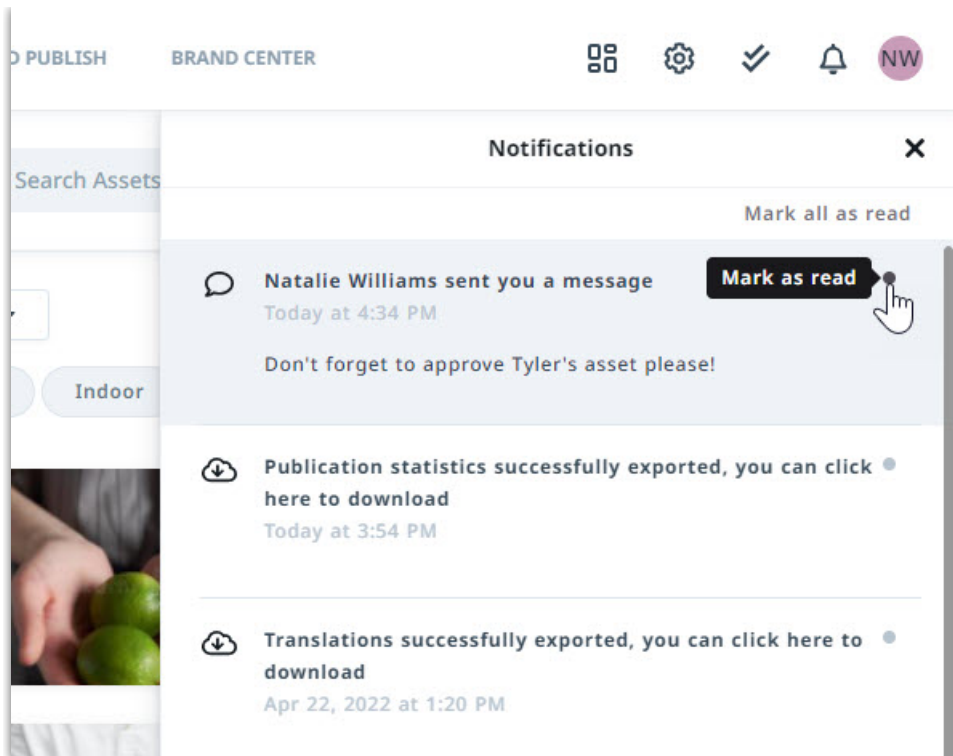 D PUBLISH BRAND CENTER NW
Notifications
Search Assets
Mark all as read
Natalie Williams sent you a message Mark as read
Today at 4:34 PM
Don't forget to approve Tyler's asset please!
Indoor
Publication statistics successfully exported, you can click
here to download
Today at 3:54 PM
Translations successfully exported, you can click here to
download
Apr 22, 2022 at 1:20 PM